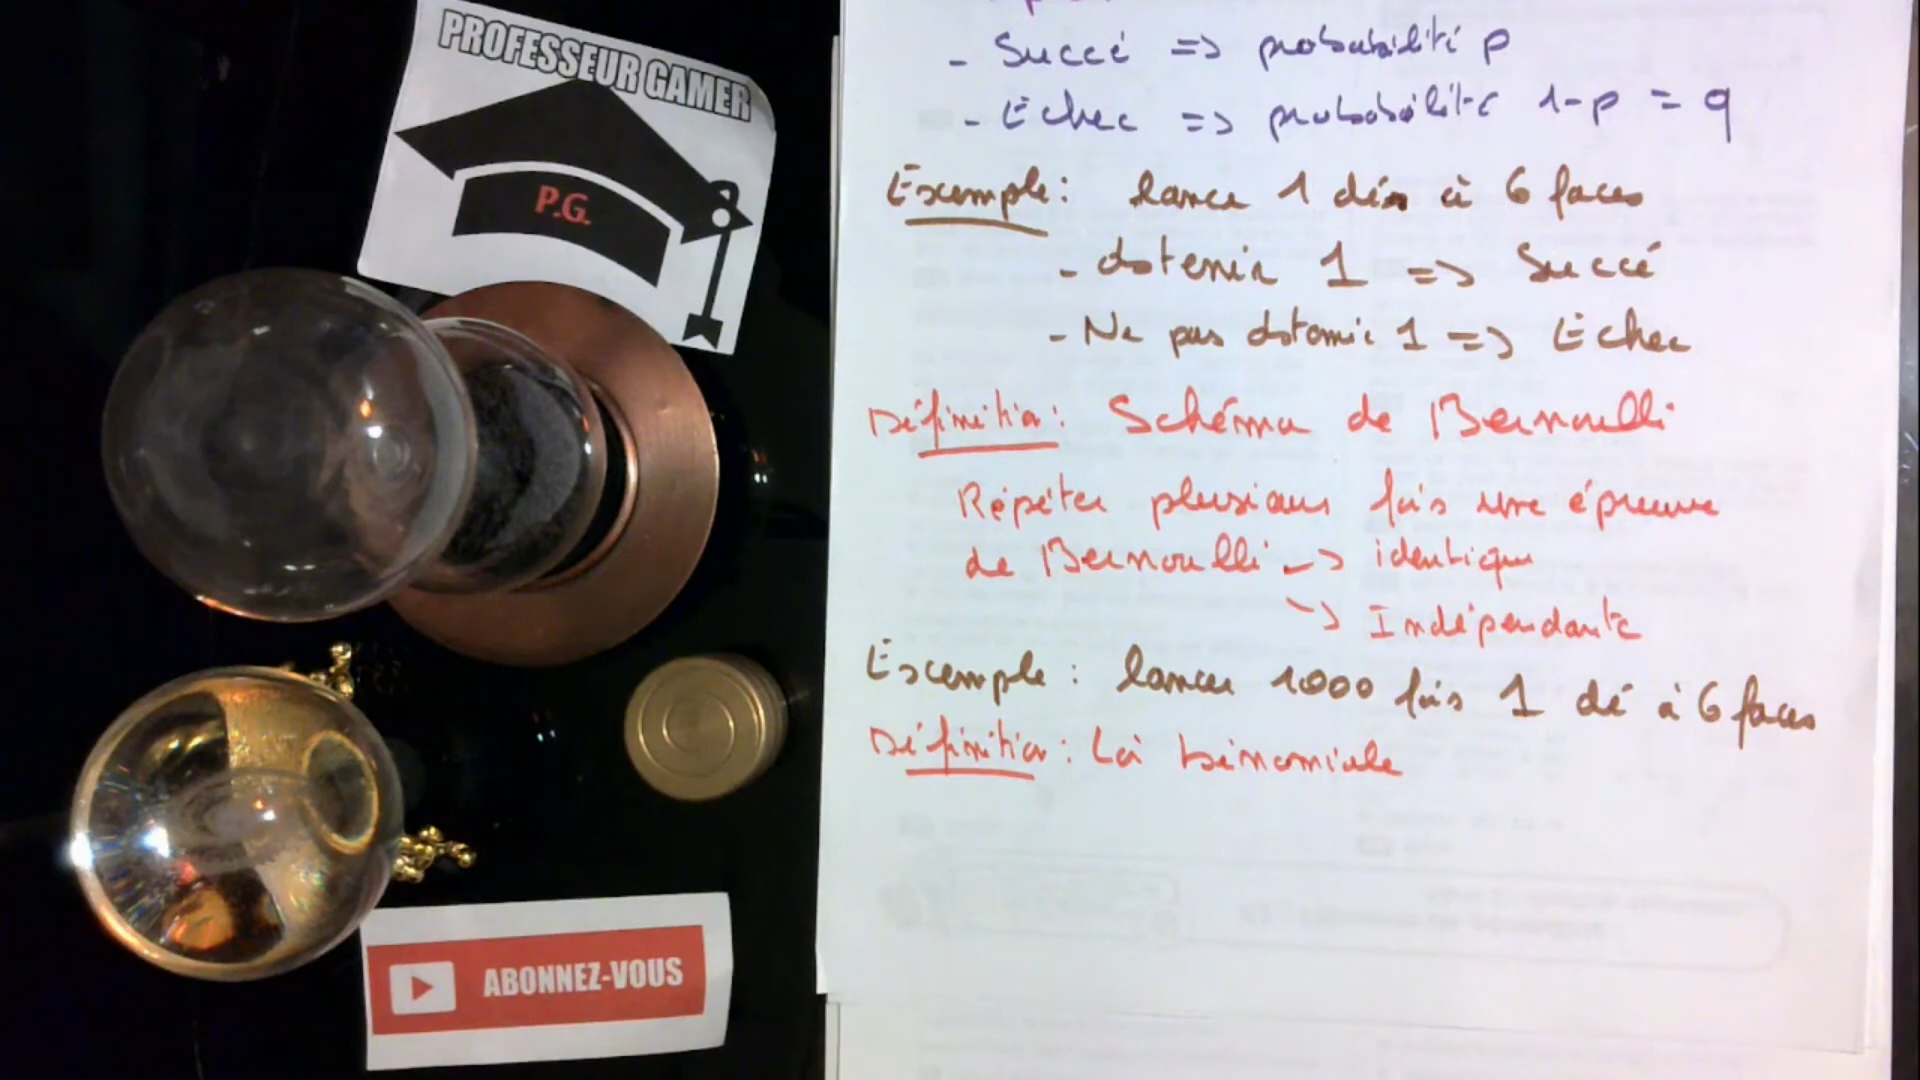 PROFESSEUR GAMER
P.G.
ABONNEZ-VOUS
- Succé => probabilité p
- Echec => probabilité 1-p = q
Exemple: lance 1 dés à 6 faces
- obtenir 1 => Succé
- Ne pas obtenir 1 => Echec
Définition: Schéma de Bernoulli
Répéter plusieurs fois une épreuve
de Bernoulli -> identique
-> Indépendante
Exemple: lancer 1000 fois 1 dé à 6 faces
Définition: Loi binomiale